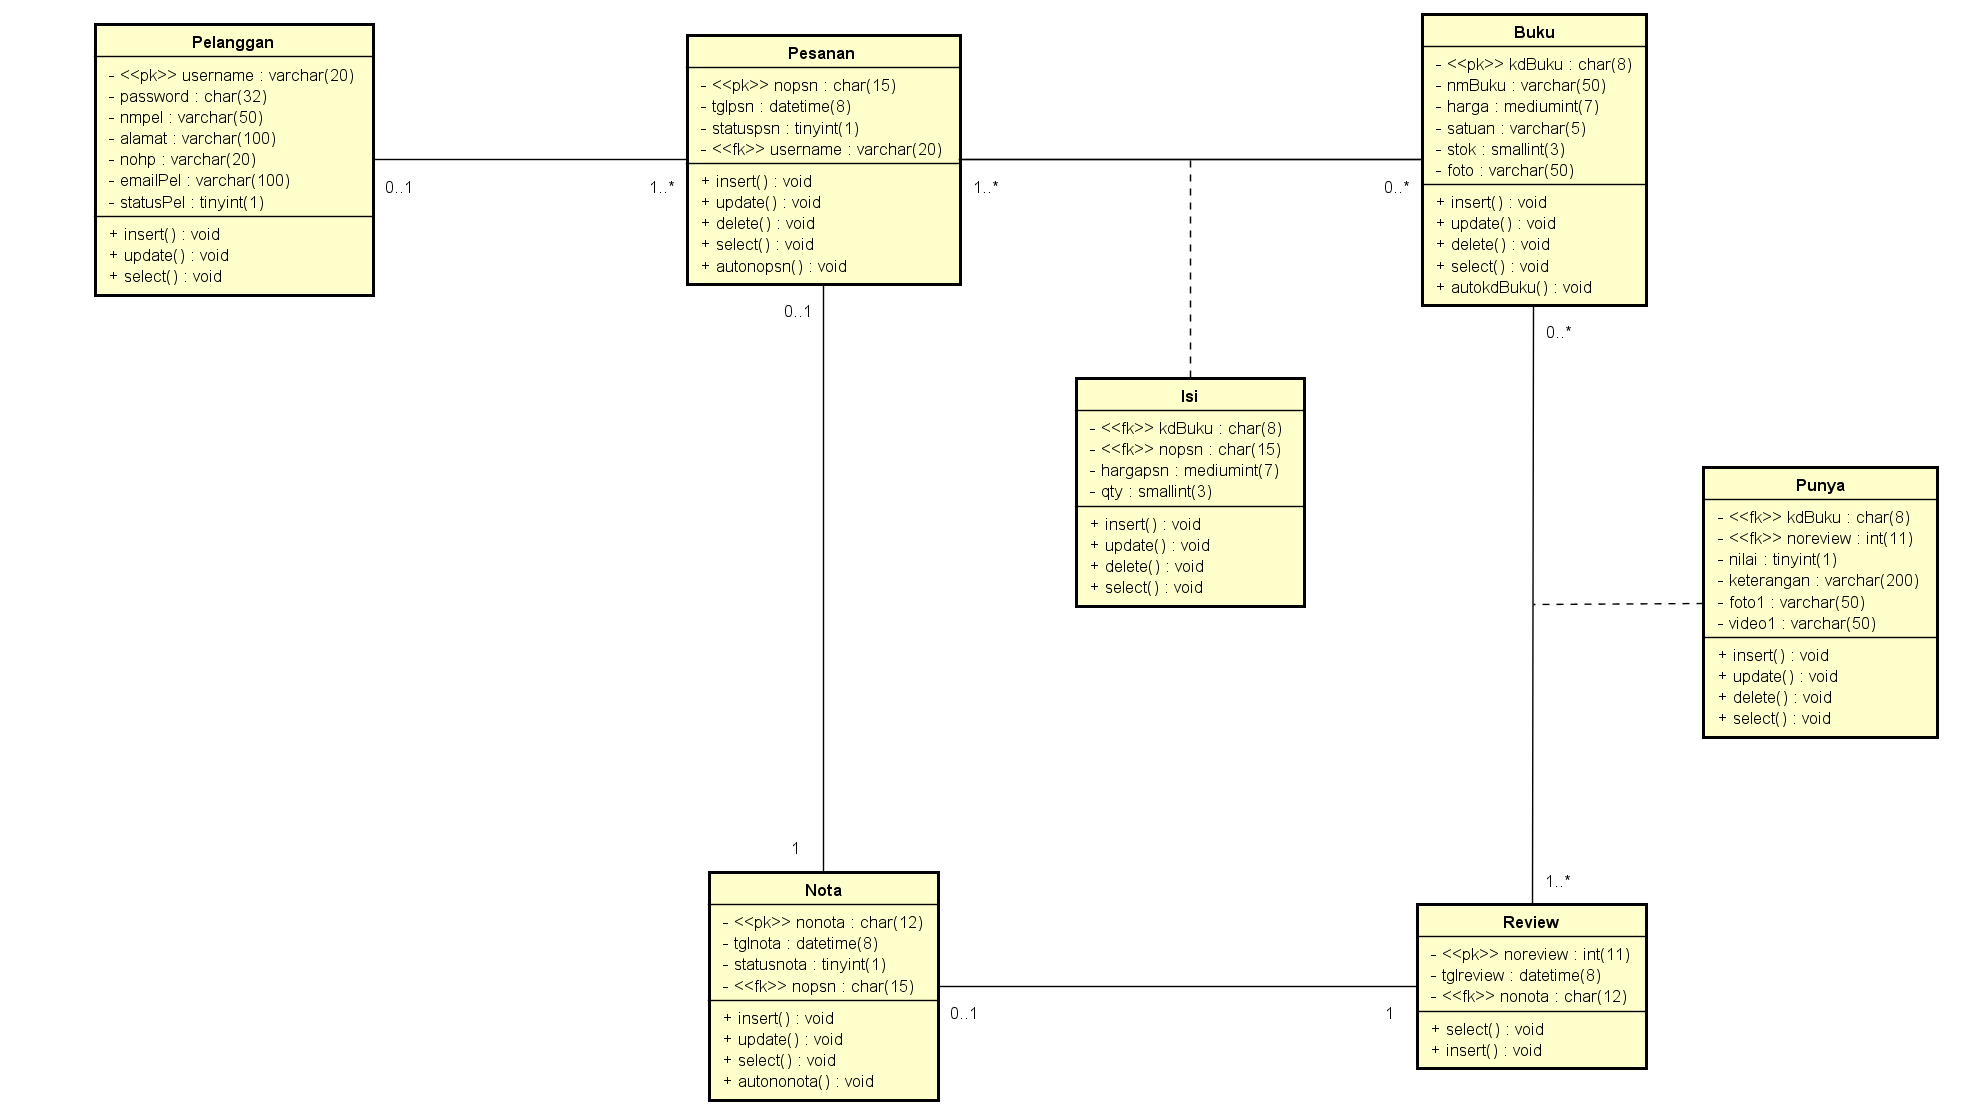 Pelanggan
- <<pk>> username : varchar(20)
- password : char(32)
- nmpel : varchar(50)
- alamat : varchar(100)
- nohp : varchar(20)
- emailPel : varchar(100)
- statusPel : tinyint(1)
+ insert() : void
+ update() : void
+ select() : void
0..1
1..*
Pesanan
- <<pk>> nopsn : char(15)
- tglpsn : datetime(8)
- statuspsn : tinyint(1)
- <<fk>> username : varchar(20)
+ insert() : void
+ update() : void
+ delete() : void
+ select() : void
+ autonopsn() : void
1..*
0..*
0..1
1
Buku
- <<pk>> kdBuku : char(8)
- nmBuku : varchar(50)
- harga : mediumint(7)
- satuan : varchar(5)
- stok : smallint(3)
- foto : varchar(50)
+ insert() : void
+ update() : void
+ delete() : void
+ select() : void
+ autokdBuku() : void
0..*
1..*
Isi
- <<fk>> kdBuku : char(8)
- <<fk>> nopsn : char(15)
- hargapsn : mediumint(7)
- qty : smallint(3)
+ insert() : void
+ update() : void
+ delete() : void
+ select() : void
Punya
- <<fk>> kdBuku : char(8)
- <<fk>> noreview : int(11)
- nilai : tinyint(1)
- keterangan : varchar(200)
- foto1 : varchar(50)
- video1 : varchar(50)
+ insert() : void
+ update() : void
+ delete() : void
+ select() : void
Nota
- <<pk>> nonota : char(12)
- tglnota : datetime(8)
- statusnota : tinyint(1)
- <<fk>> nopsn : char(15)
+ insert() : void
+ update() : void
+ select() : void
+ autononota() : void
0..1
1
Review
- <<pk>> noreview : int(11)
- tglreview : datetime(8)
- <<fk>> nonota : char(12)
+ select() : void
+ insert() : void